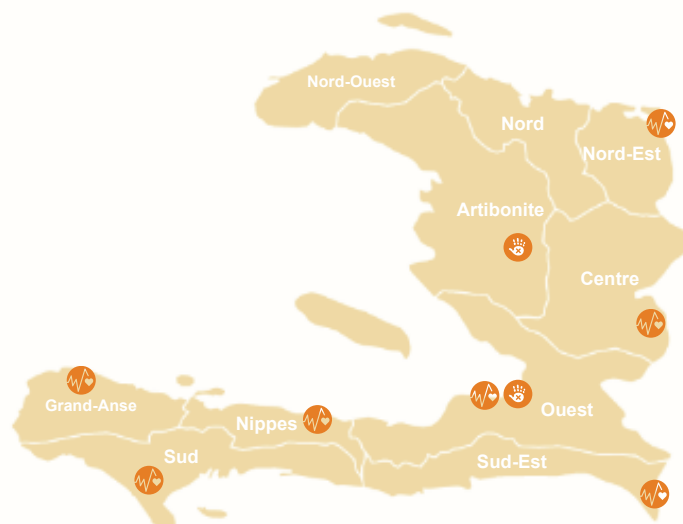 Nord-Ouest
Nord
Nord-Est
Artibonite
Centre
Grand-Anse
Nippes
Ouest
Sud
Sud-Est